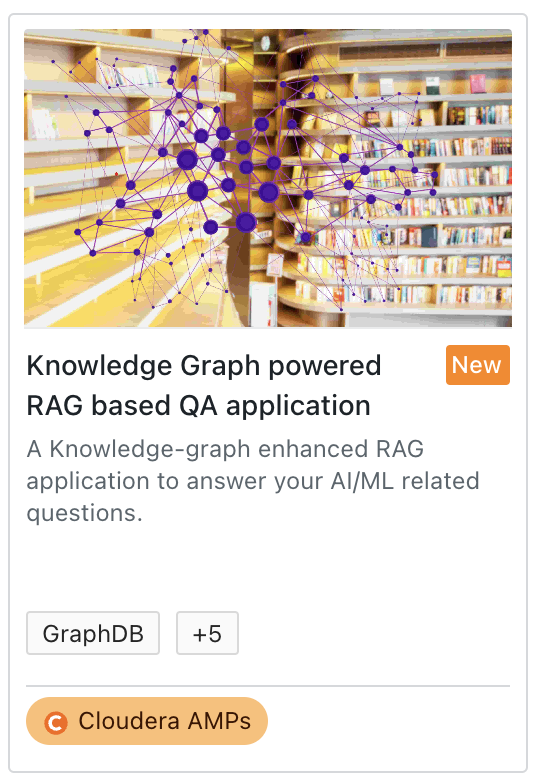 Knowledge Graph powered
New
RAG based QA application
A Knowledge-graph enhanced RAG
application to answer your AI/ML related
questions.
GraphDB
+5
C Cloudera AMPs